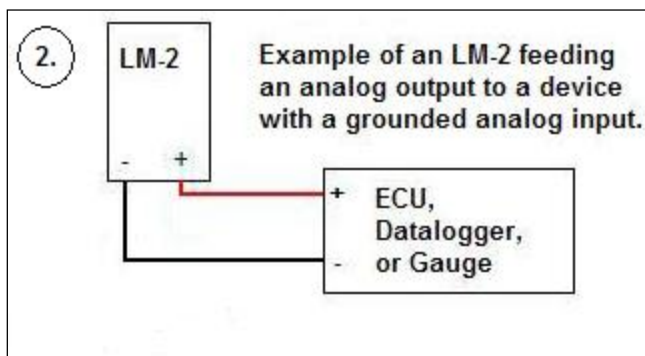 2.
LM-2
Example of an LM-2 feeding
an analog output to a device
with a grounded analog input.
- +
+ ECU,
Datalogger,
- or Gauge